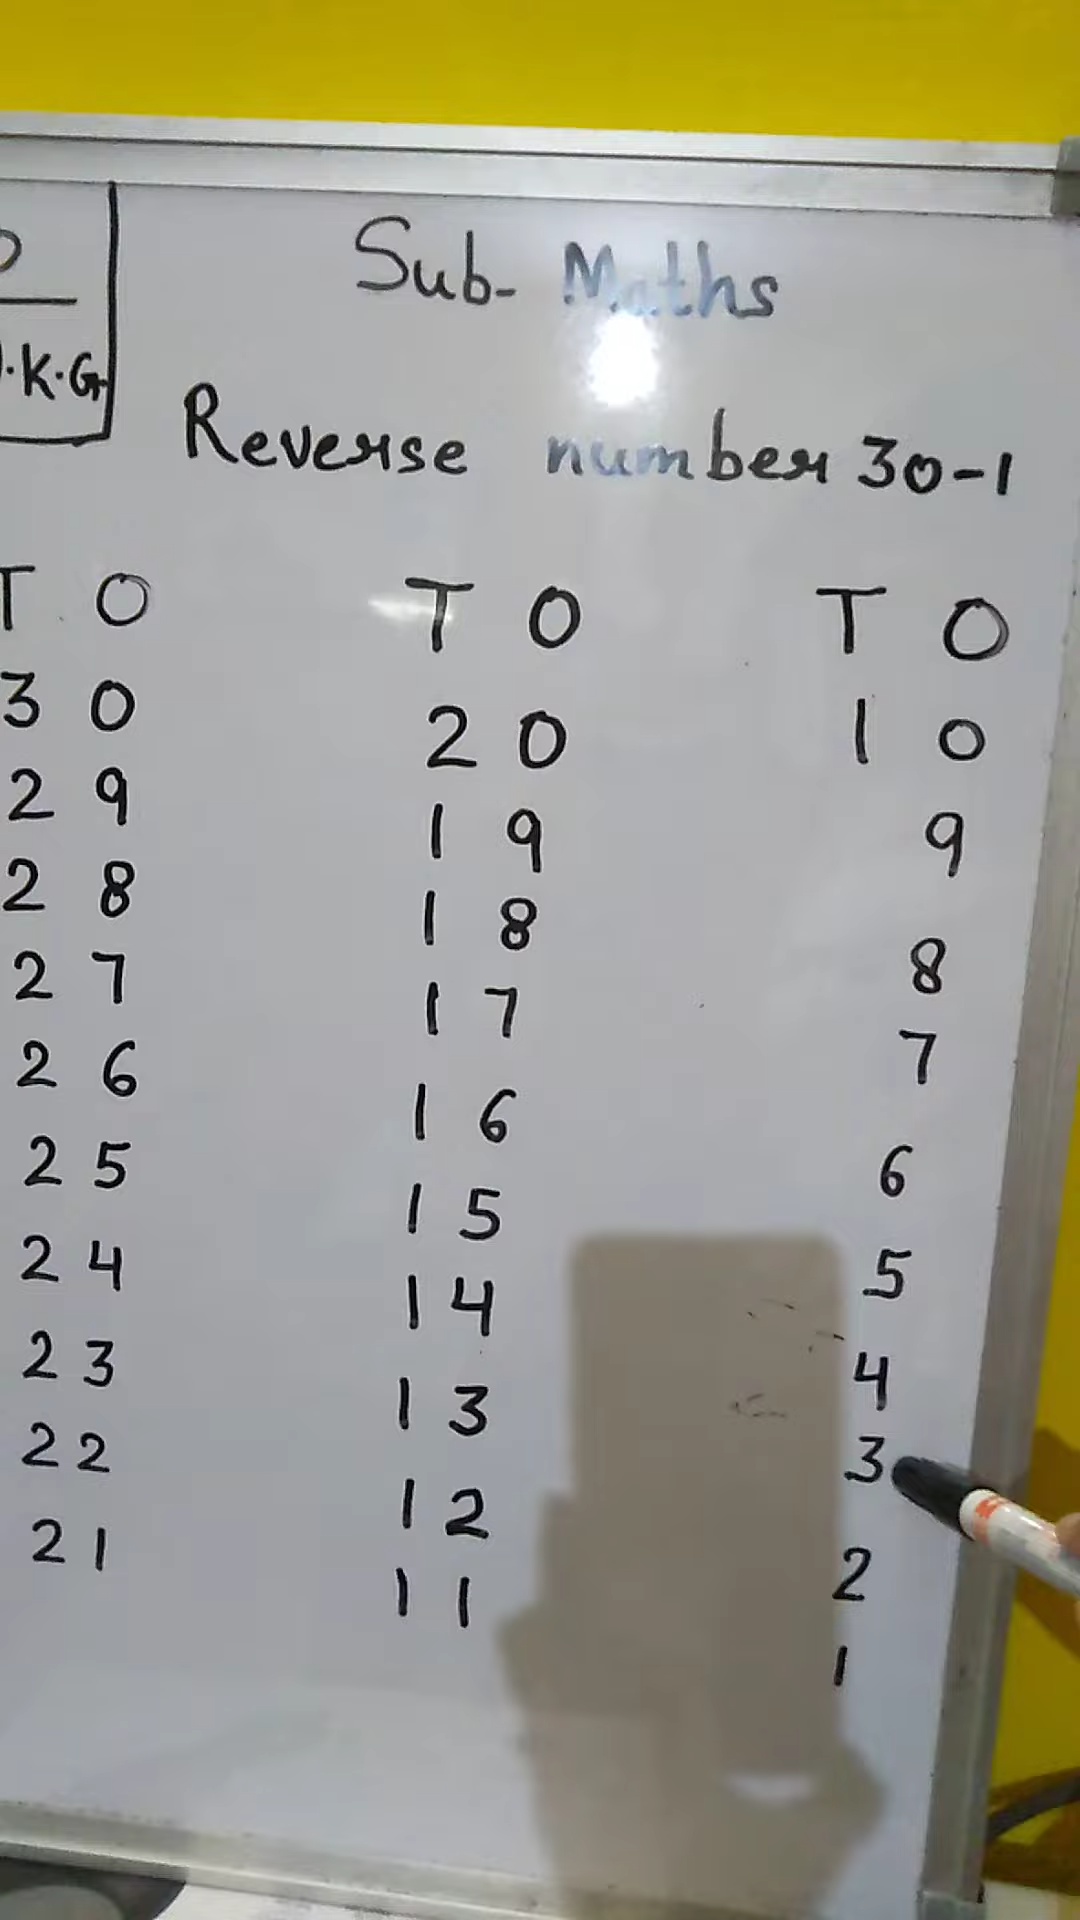 Sub- Maths
.K.G
Reverse number 30-1
T O T O T O
3 0 2 0 1 0
2 9 1 9 9
2 8 1 8 8
2 7 1 7 7
2 6 1 6 6
2 5 1 5 5
2 4 1 4 4
2 3 1 3 3
2 2 1 2 2
2 1 1 1 1